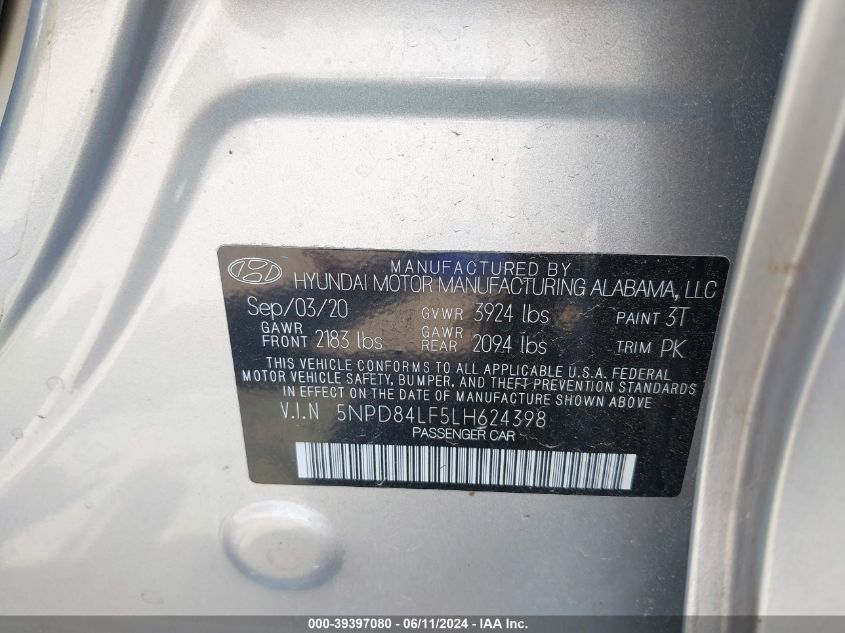 MANUFACTURED BY
HYUNDAI MOTOR MANUFACTURING ALABAMA, LLC
Sep/03/20 GVWR 3924 lbs PAINT 3T
GAWR FRONT 2183 lbs GAWR REAR 2094 lbs TRIM PK
THIS VEHICLE CONFORMS TO ALL APPLICABLE U.S.A. FEDERAL
MOTOR VEHICLE SAFETY, BUMPER, AND THEFT PREVENTION STANDARDS
IN EFFECT ON THE DATE OF MANUFACTURE SHOWN ABOVE
V.I.N 5NPD84LF5LH624398
PASSENGER CAR
000-39397080 - 06/11/2024 - IAA Inc.